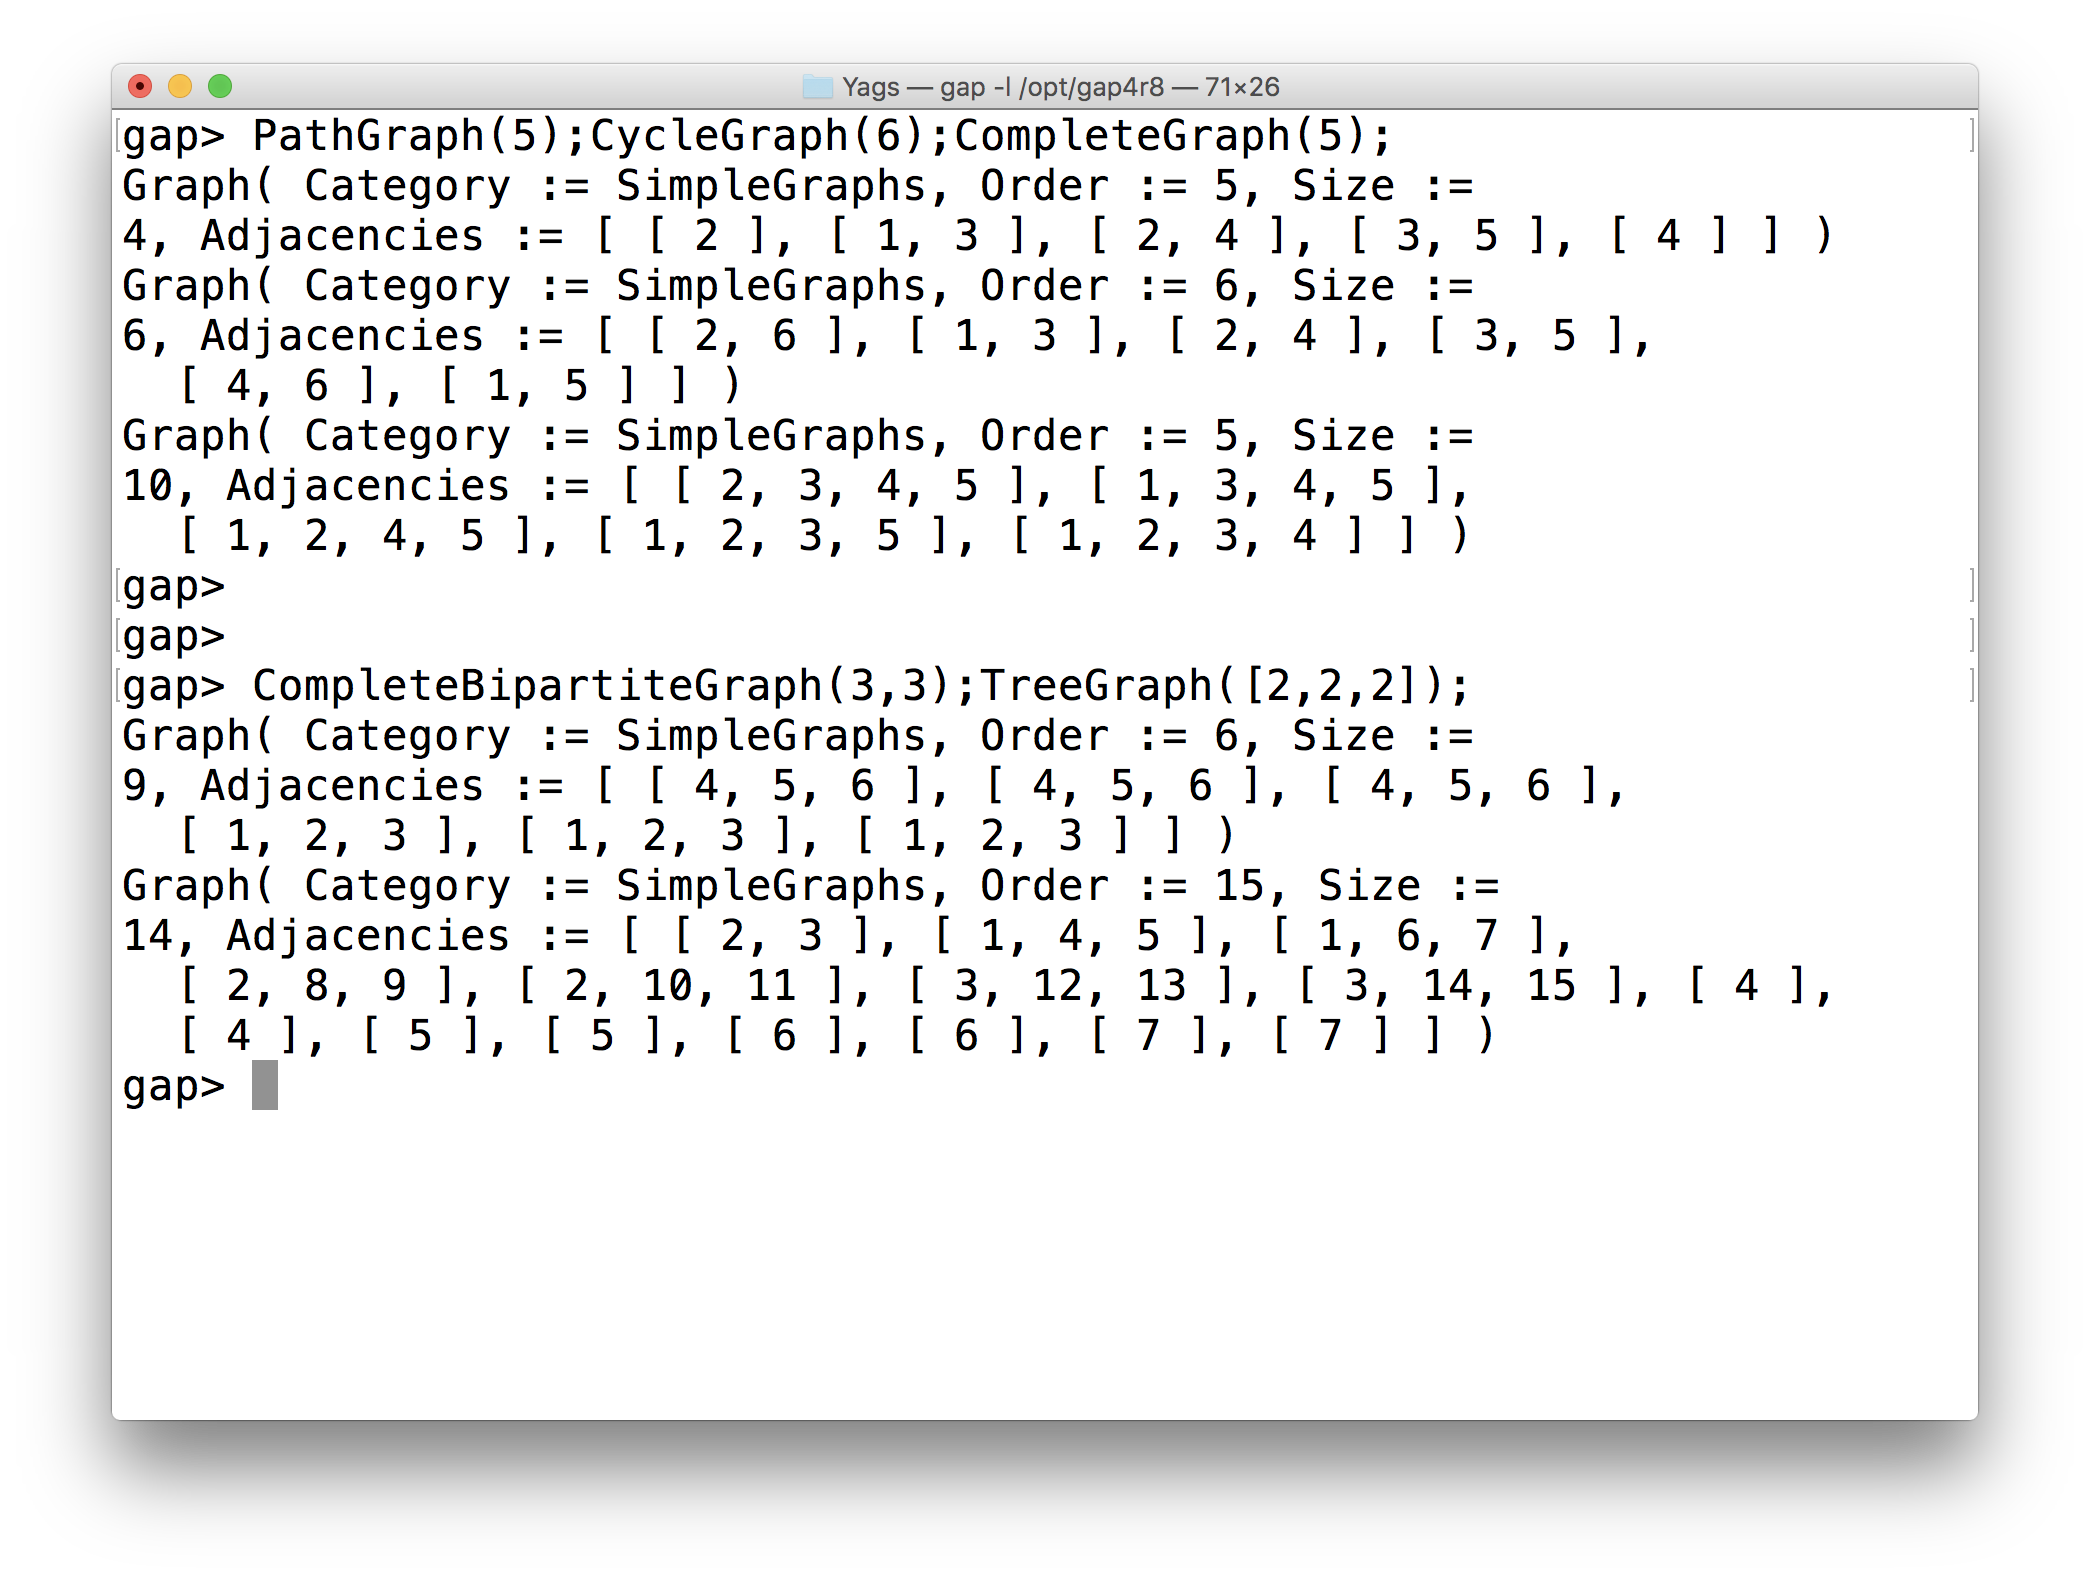 Yags — gap -l /opt/gap4r8 — 71×26
gap> PathGraph(5);CycleGraph(6);CompleteGraph(5);
Graph( Category := SimpleGraphs, Order := 5, Size :=
4, Adjacencies := [ [ 2 ], [ 1, 3 ], [ 2, 4 ], [ 3, 5 ], [ 4 ] ] )
Graph( Category := SimpleGraphs, Order := 6, Size :=
6, Adjacencies := [ [ 2, 6 ], [ 1, 3 ], [ 2, 4 ], [ 3, 5 ],
  [ 4, 6 ], [ 1, 5 ] ] )
Graph( Category := SimpleGraphs, Order := 5, Size :=
10, Adjacencies := [ [ 2, 3, 4, 5 ], [ 1, 3, 4, 5 ],
  [ 1, 2, 4, 5 ], [ 1, 2, 3, 5 ], [ 1, 2, 3, 4 ] ] )
gap>
gap>
gap> CompleteBipartiteGraph(3,3);TreeGraph([2,2,2]);
Graph( Category := SimpleGraphs, Order := 6, Size :=
9, Adjacencies := [ [ 4, 5, 6 ], [ 4, 5, 6 ], [ 4, 5, 6 ],
  [ 1, 2, 3 ], [ 1, 2, 3 ], [ 1, 2, 3 ] ] )
Graph( Category := SimpleGraphs, Order := 15, Size :=
14, Adjacencies := [ [ 2, 3 ], [ 1, 4, 5 ], [ 1, 6, 7 ],
  [ 2, 8, 9 ], [ 2, 10, 11 ], [ 3, 12, 13 ], [ 3, 14, 15 ], [ 4 ],
  [ 4 ], [ 5 ], [ 5 ], [ 6 ], [ 6 ], [ 7 ], [ 7 ] ] )
gap>